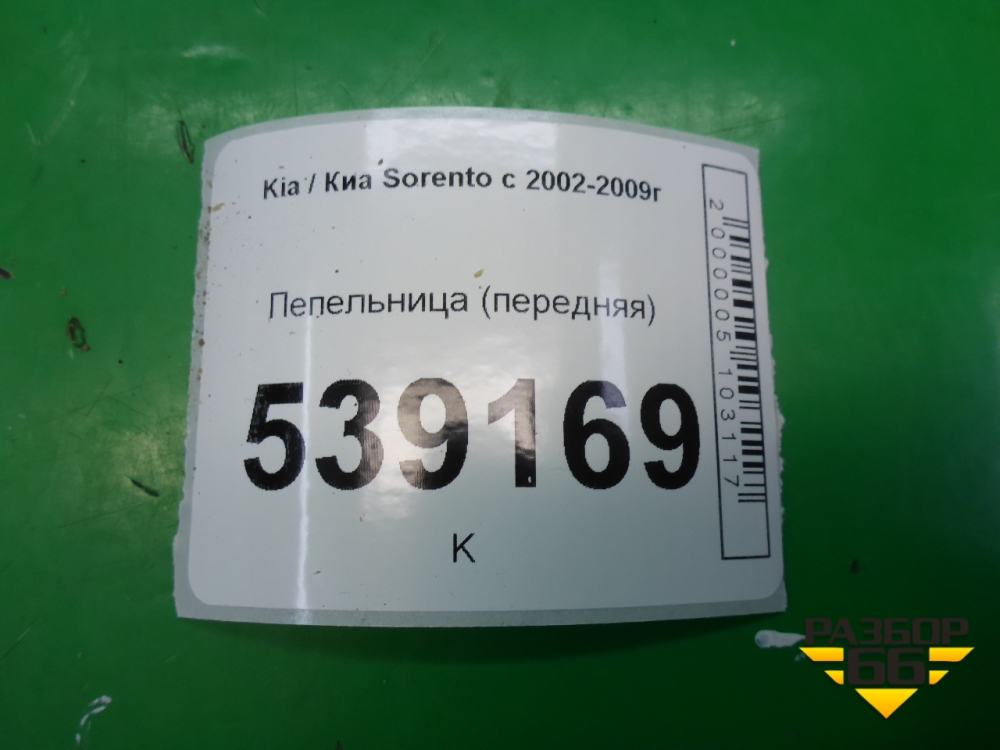 Kia / Киа Sorento с 2002-2009г
Пепельница (передняя)
539169
К
2000005103117
РАЗБОР
66